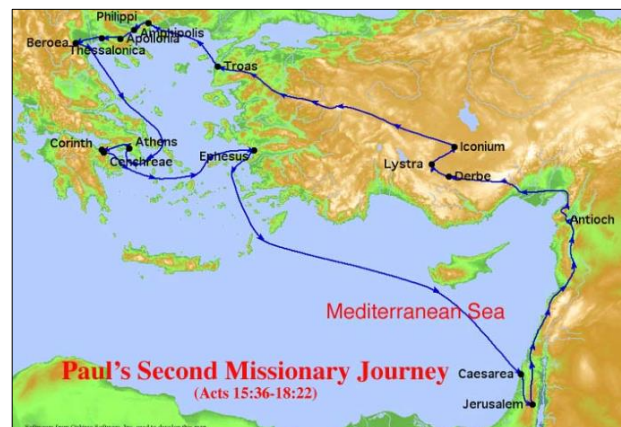 Philippi
Amphipolis
Beroea
Apollonia
Thessalonica
Troas
Corinth
Athens
Cenchreae
Ephesus
Iconium
Lystra
Derbe
Antioch
Mediterranean Sea
Paul's Second Missionary Journey
(Acts 15:36-18:22)
Caesarea
Jerusalem